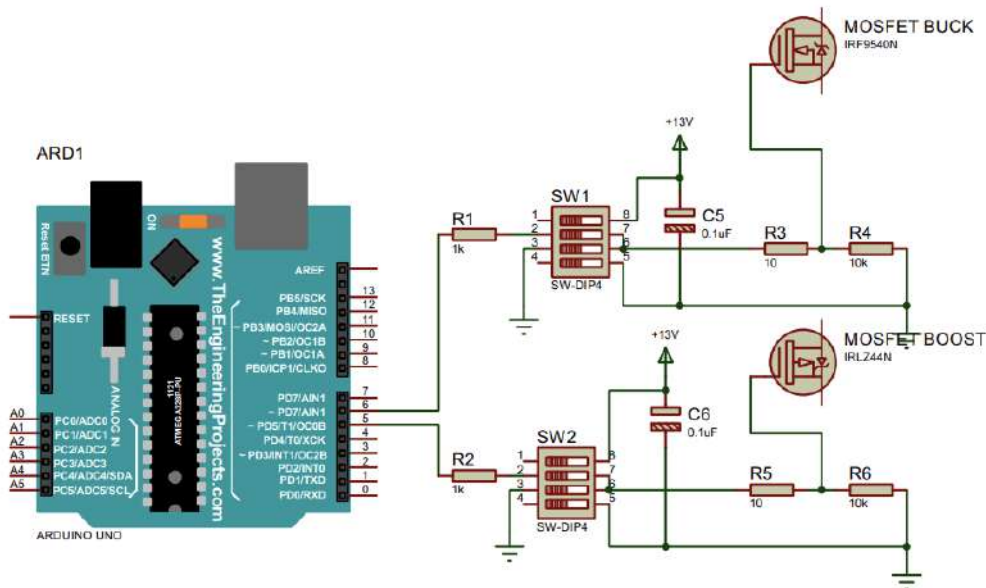 MOSFET BUCK
IRF9540N
+13V
ARD1
SW1
1
2
3
4
8
7
6
5
SW-DIP4
R1
1k
C5
0.1uF
R3
10
R4
10k
Reset BTN
ON
www.TheEngineeringProjects.com
AREF
PB5/SCK
13
PB4/MISO
12
~PB3/MOSI/OC2A
11
~PB2/OC1B
10
~PB1/OC1A
9
PB0/ICP1/CLKO
8
RESET
ANALOG IN
1121
ATMEGA328P-PU
PD7/AIN1
7
~PD7/AIN1
6
~PD5/T1/OC0B
5
PD4/T0/XCK
4
~PD3/INT1/OC2B
3
PD2/INT0
2
PD1/TXD
1
PD0/RXD
0
A0
PC0/ADC0
A1
PC1/ADC1
A2
PC2/ADC2
A3
PC3/ADC3
A4
PC4/ADC4/SDA
A5
PC5/ADC5/SCL
ARDUINO UNO
MOSFET BOOST
IRLZ44N
+13V
SW2
1
2
3
4
8
7
6
5
SW-DIP4
R2
1k
C6
0.1uF
R5
10
R6
10k